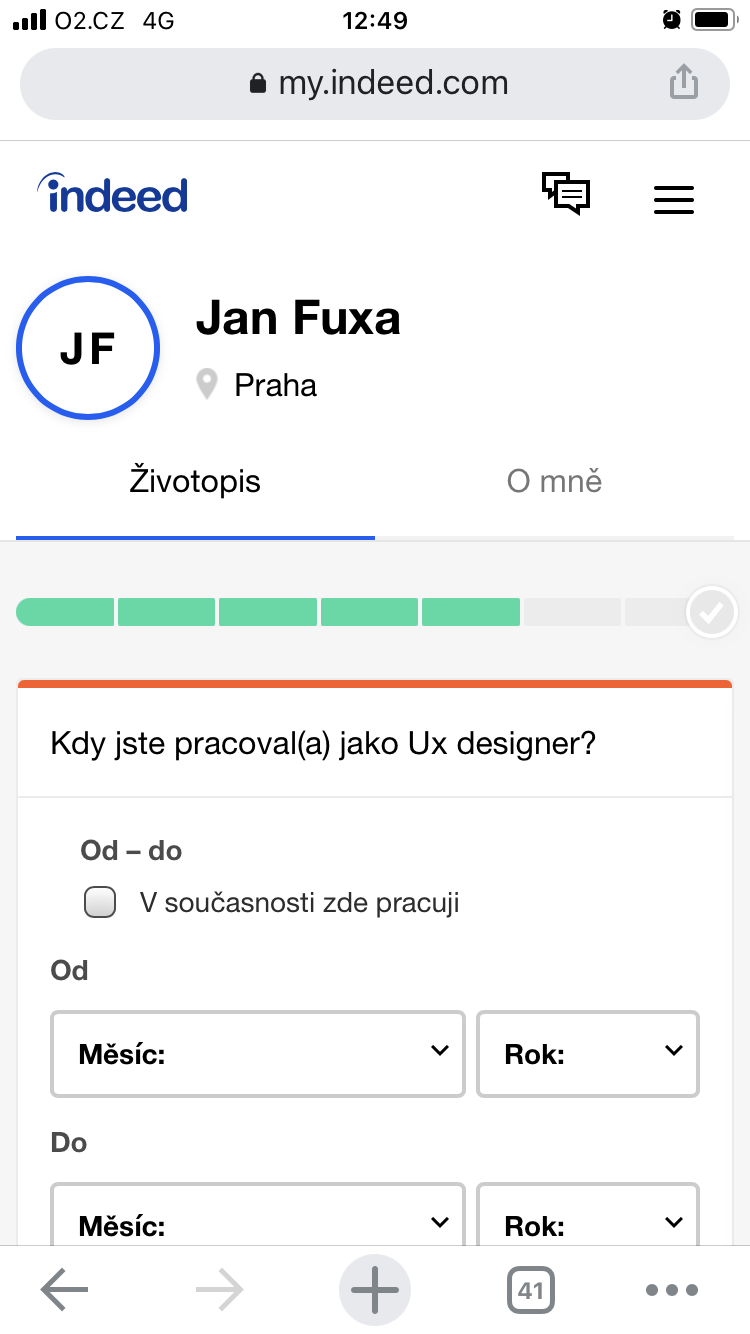 O2.CZ 4G 12:49
my.indeed.com
indeed
JF
Jan Fuxa
Praha
Životopis O mně
Kdy jste pracoval(a) jako Ux designer?
Od – do
V současnosti zde pracuji
Od
Měsíc: Rok:
Do
Měsíc: Rok:
41